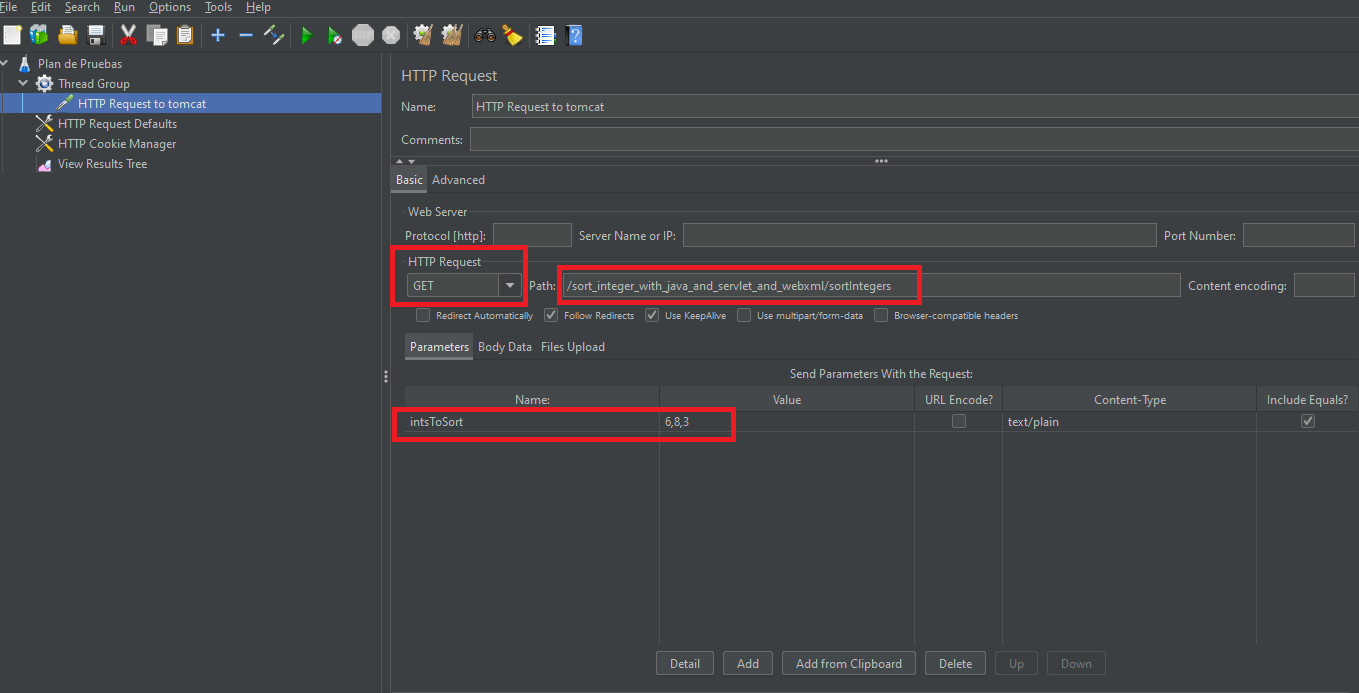 File Edit Search Run Options Tools Help
STOP
?
Plan de Pruebas
Thread Group
HTTP Request to tomcat
HTTP Request Defaults
HTTP Cookie Manager
View Results Tree
HTTP Request
Name: HTTP Request to tomcat
Comments:
Basic Advanced
Web Server
Protocol [http]: Server Name or IP: Port Number:
HTTP Request
GET Path: /sort_integer_with_java_and_servlet_and_webxml/sortIntegers Content encoding:
Redirect Automatically Follow Redirects Use KeepAlive Use multipart/form-data Browser-compatible headers
Parameters Body Data Files Upload
Send Parameters With the Request:
Name: Value URL Encode? Content-Type Include Equals?
intsToSort 6,8,3 text/plain
Detail Add Add from Clipboard Delete Up Down